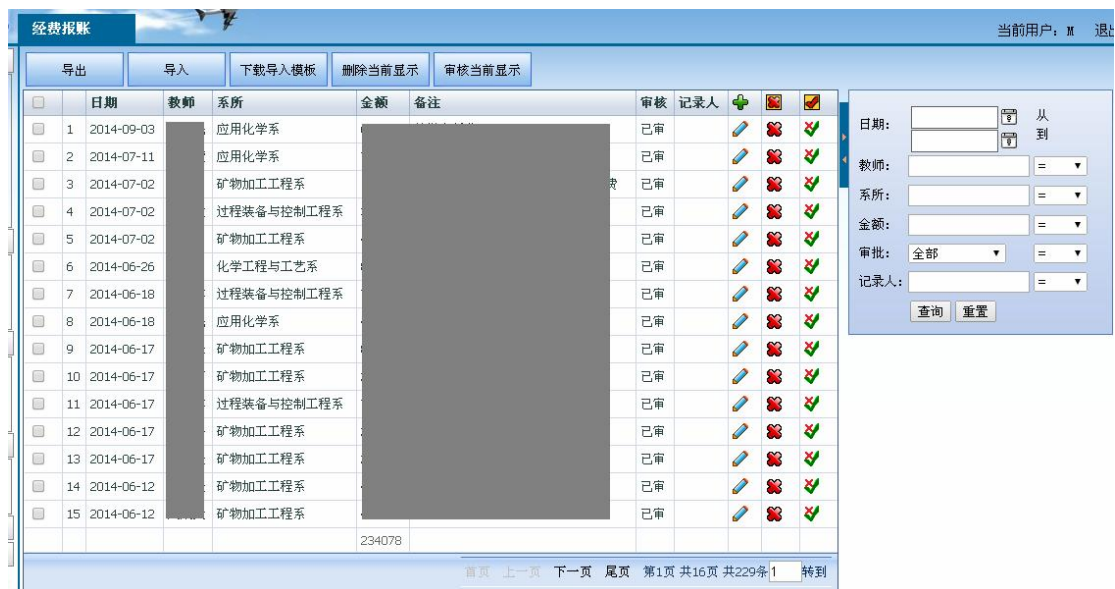 经费报账
当前用户: M 退出
导出 导入 下载导入模板 删除当前显示 审核当前显示
日期 教师 系所 金额 备注 审核 记录人
1 2014-09-03 应用化学系 已审
2 2014-07-11 应用化学系 已审
3 2014-07-02 矿物加工工程系 费 已审
4 2014-07-02 过程装备与控制工程系 已审
5 2014-07-02 矿物加工工程系 已审
6 2014-06-26 化学工程与工艺系 已审
7 2014-06-18 过程装备与控制工程系 已审
8 2014-06-18 应用化学系 已审
9 2014-06-17 矿物加工工程系 已审
10 2014-06-17 矿物加工工程系 已审
11 2014-06-17 过程装备与控制工程系 已审
12 2014-06-17 矿物加工工程系 已审
13 2014-06-17 矿物加工工程系 已审
14 2014-06-12 矿物加工工程系 已审
15 2014-06-12 矿物加工工程系 已审
234078
首页 上一页 下一页 尾页 第1页 共16页 共229条 1 转到
日期: 从
到
教师: =
系所: =
金额: =
审批: 全部 =
记录人: =
查询 重置